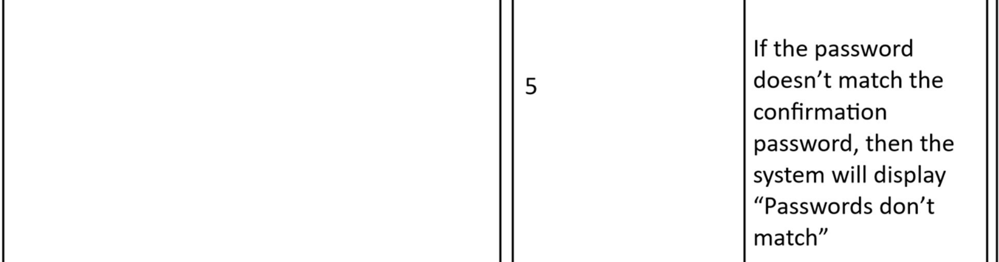 5
If the password
doesn’t match the
confirmation
password, then the
system will display
“Passwords don’t
match”